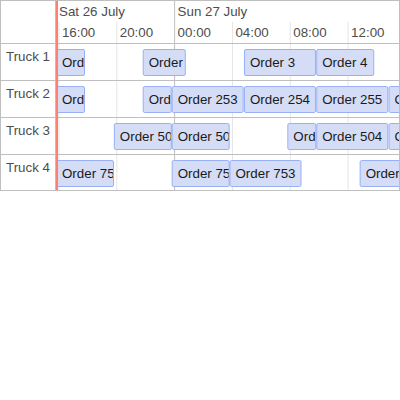 Sat 26 July Sun 27 July
16:00 20:00 00:00 04:00 08:00 12:00
Truck 1 Ord Order Order 3 Order 4
Truck 2 Ord Ord Order 253 Order 254 Order 255
Truck 3 Order 50 Order 50 Ord Order 504
Truck 4 Order 75 Order 75 Order 753 Order